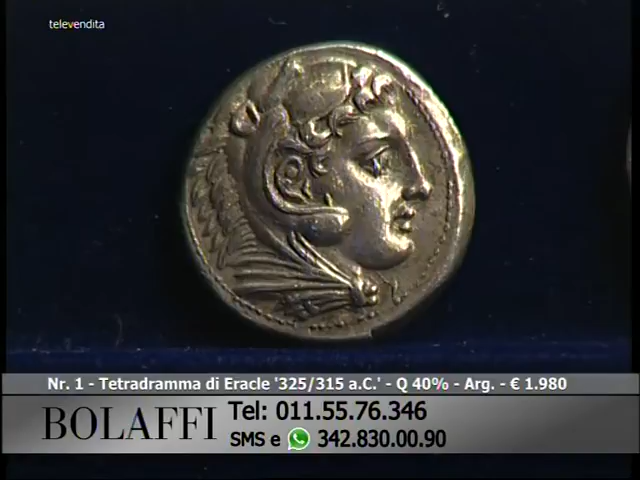 televendita
Nr. 1 - Tetradramma di Eracle '325/315 a.C.' - Q 40% - Arg. - € 1.980
BOLAFFI
Tel: 011.55.76.346
SMS e 342.830.00.90